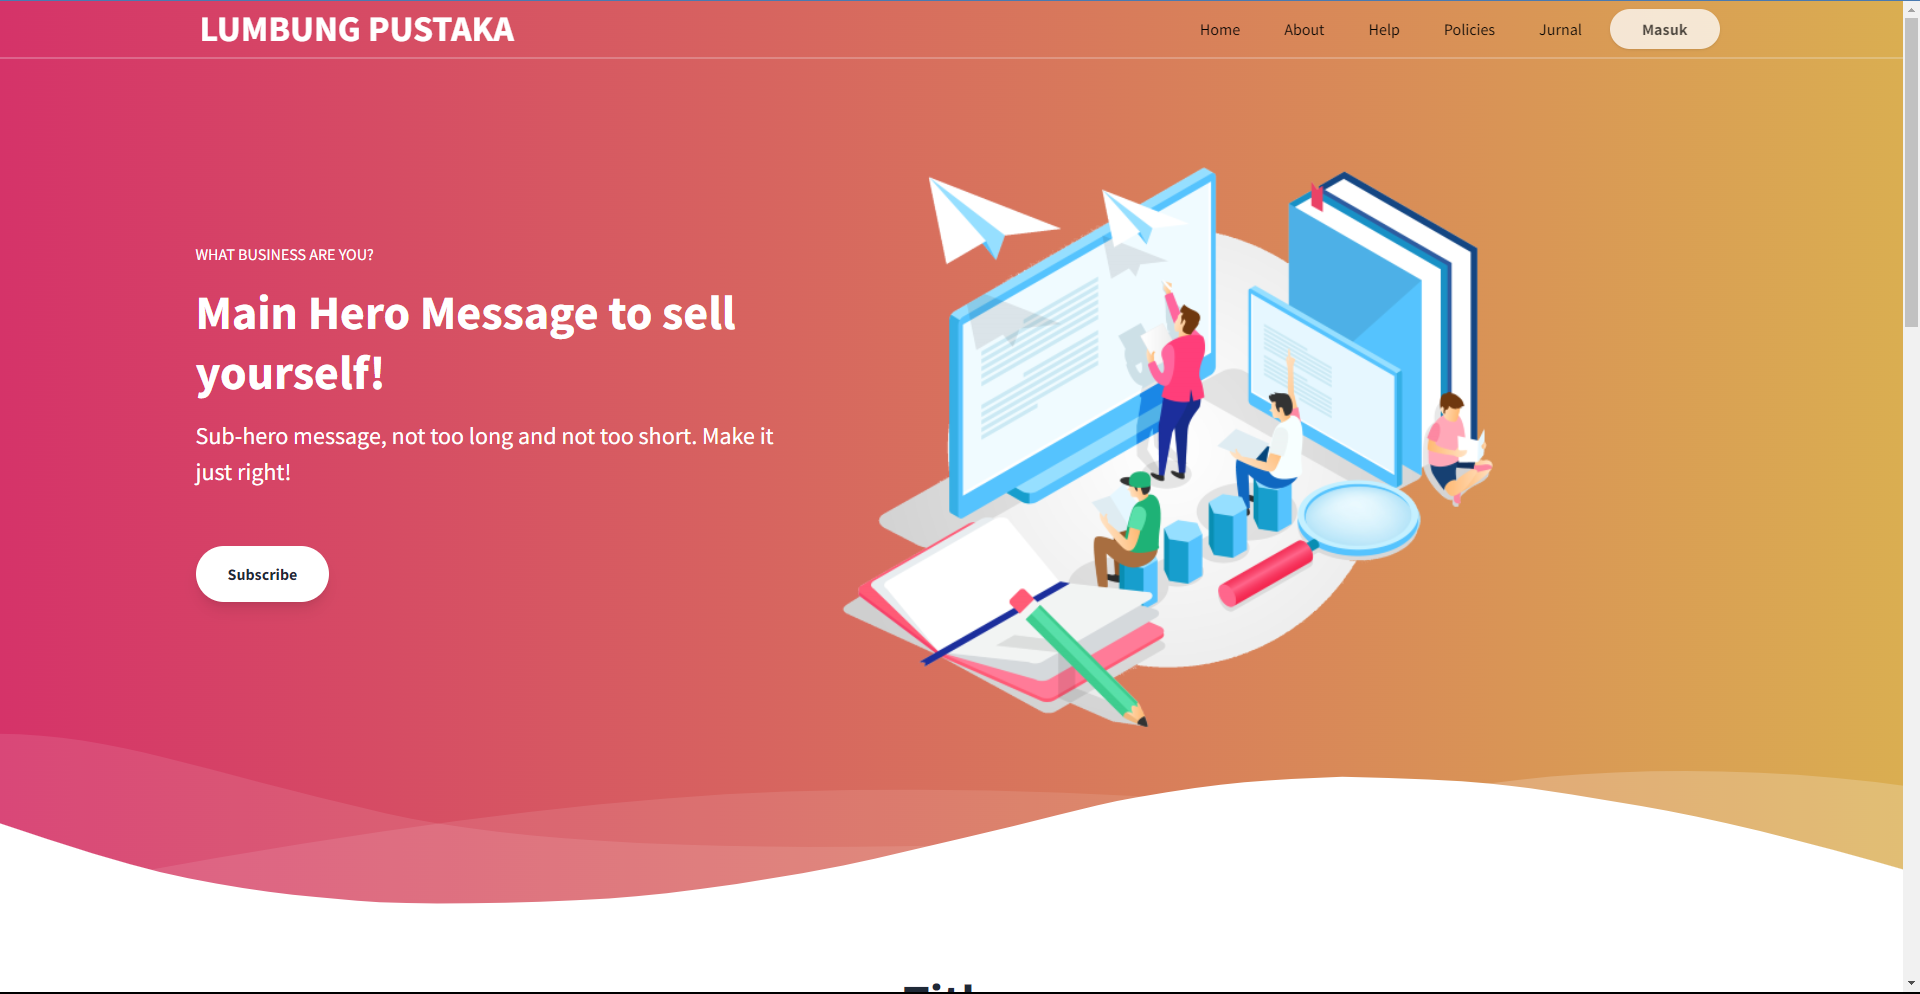 LUMBUNG PUSTAKA
Home About Help Policies Jurnal Masuk
WHAT BUSINESS ARE YOU?
Main Hero Message to sell
yourself!
Sub-hero message, not too long and not too short. Make it
just right!
Subscribe